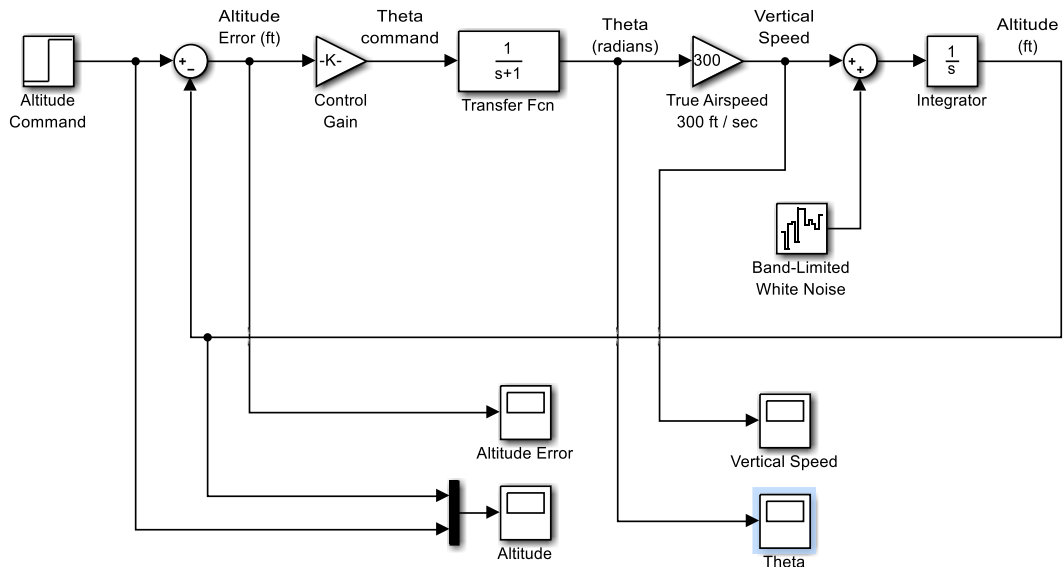 Altitude
Error (ft)
Theta
command
Theta
(radians)
Vertical
Speed
Altitude
(ft)
+
−
-K-
1
s+1
300
+
+
1
s
Altitude
Command
Control
Gain
Transfer Fcn
True Airspeed
300 ft / sec
Integrator
Band-Limited
White Noise
Altitude Error
Vertical Speed
Altitude
Theta